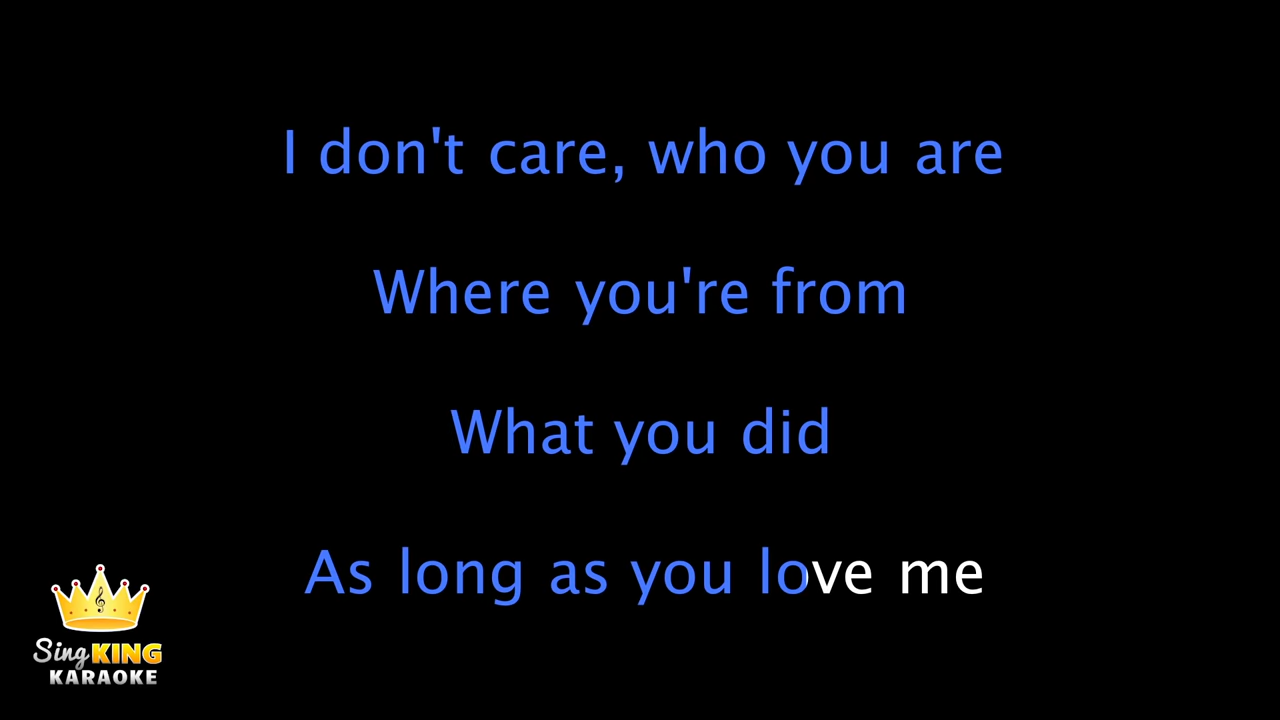 I don't care, who you are
Where you're from
What you did
As long as you love me
Sing KING
KARAOKE